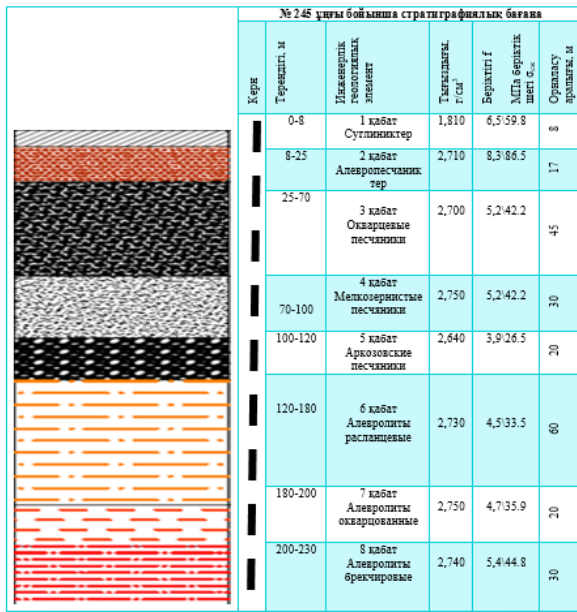 № 245 ұңғы бойынша стратиграфиялық бағана
Керн
Тереңдігі, м
Инженерлік
геологиялық
элемент
Тығыздығы,
г/см³
Беріктігі f
МПа беріктік
шегі σсж
Орналасу
аралығы, м
0-8
1 қабат
Суглиниктер
1,810
6,5\59.8
8
8-25
2 қабат
Алевропесчаник
тер
2,710
8,3\86.5
17
25-70
3 қабат
Окварцевые
песчяники
2,700
5,2\42.2
45
70-100
4 қабат
Мелкозернистые
песчяники
2,750
5,2\42.2
30
100-120
5 қабат
Аркозовские
песчяники
2,640
3,9\26.5
20
120-180
6 қабат
Алевролиты
расланцевые
2,730
4,5\33.5
60
180-200
7 қабат
Алевролиты
окварцованные
2,750
4,7\35.9
20
200-230
8 қабат
Алевролиты
брекчировые
2,740
5,4\44.8
30